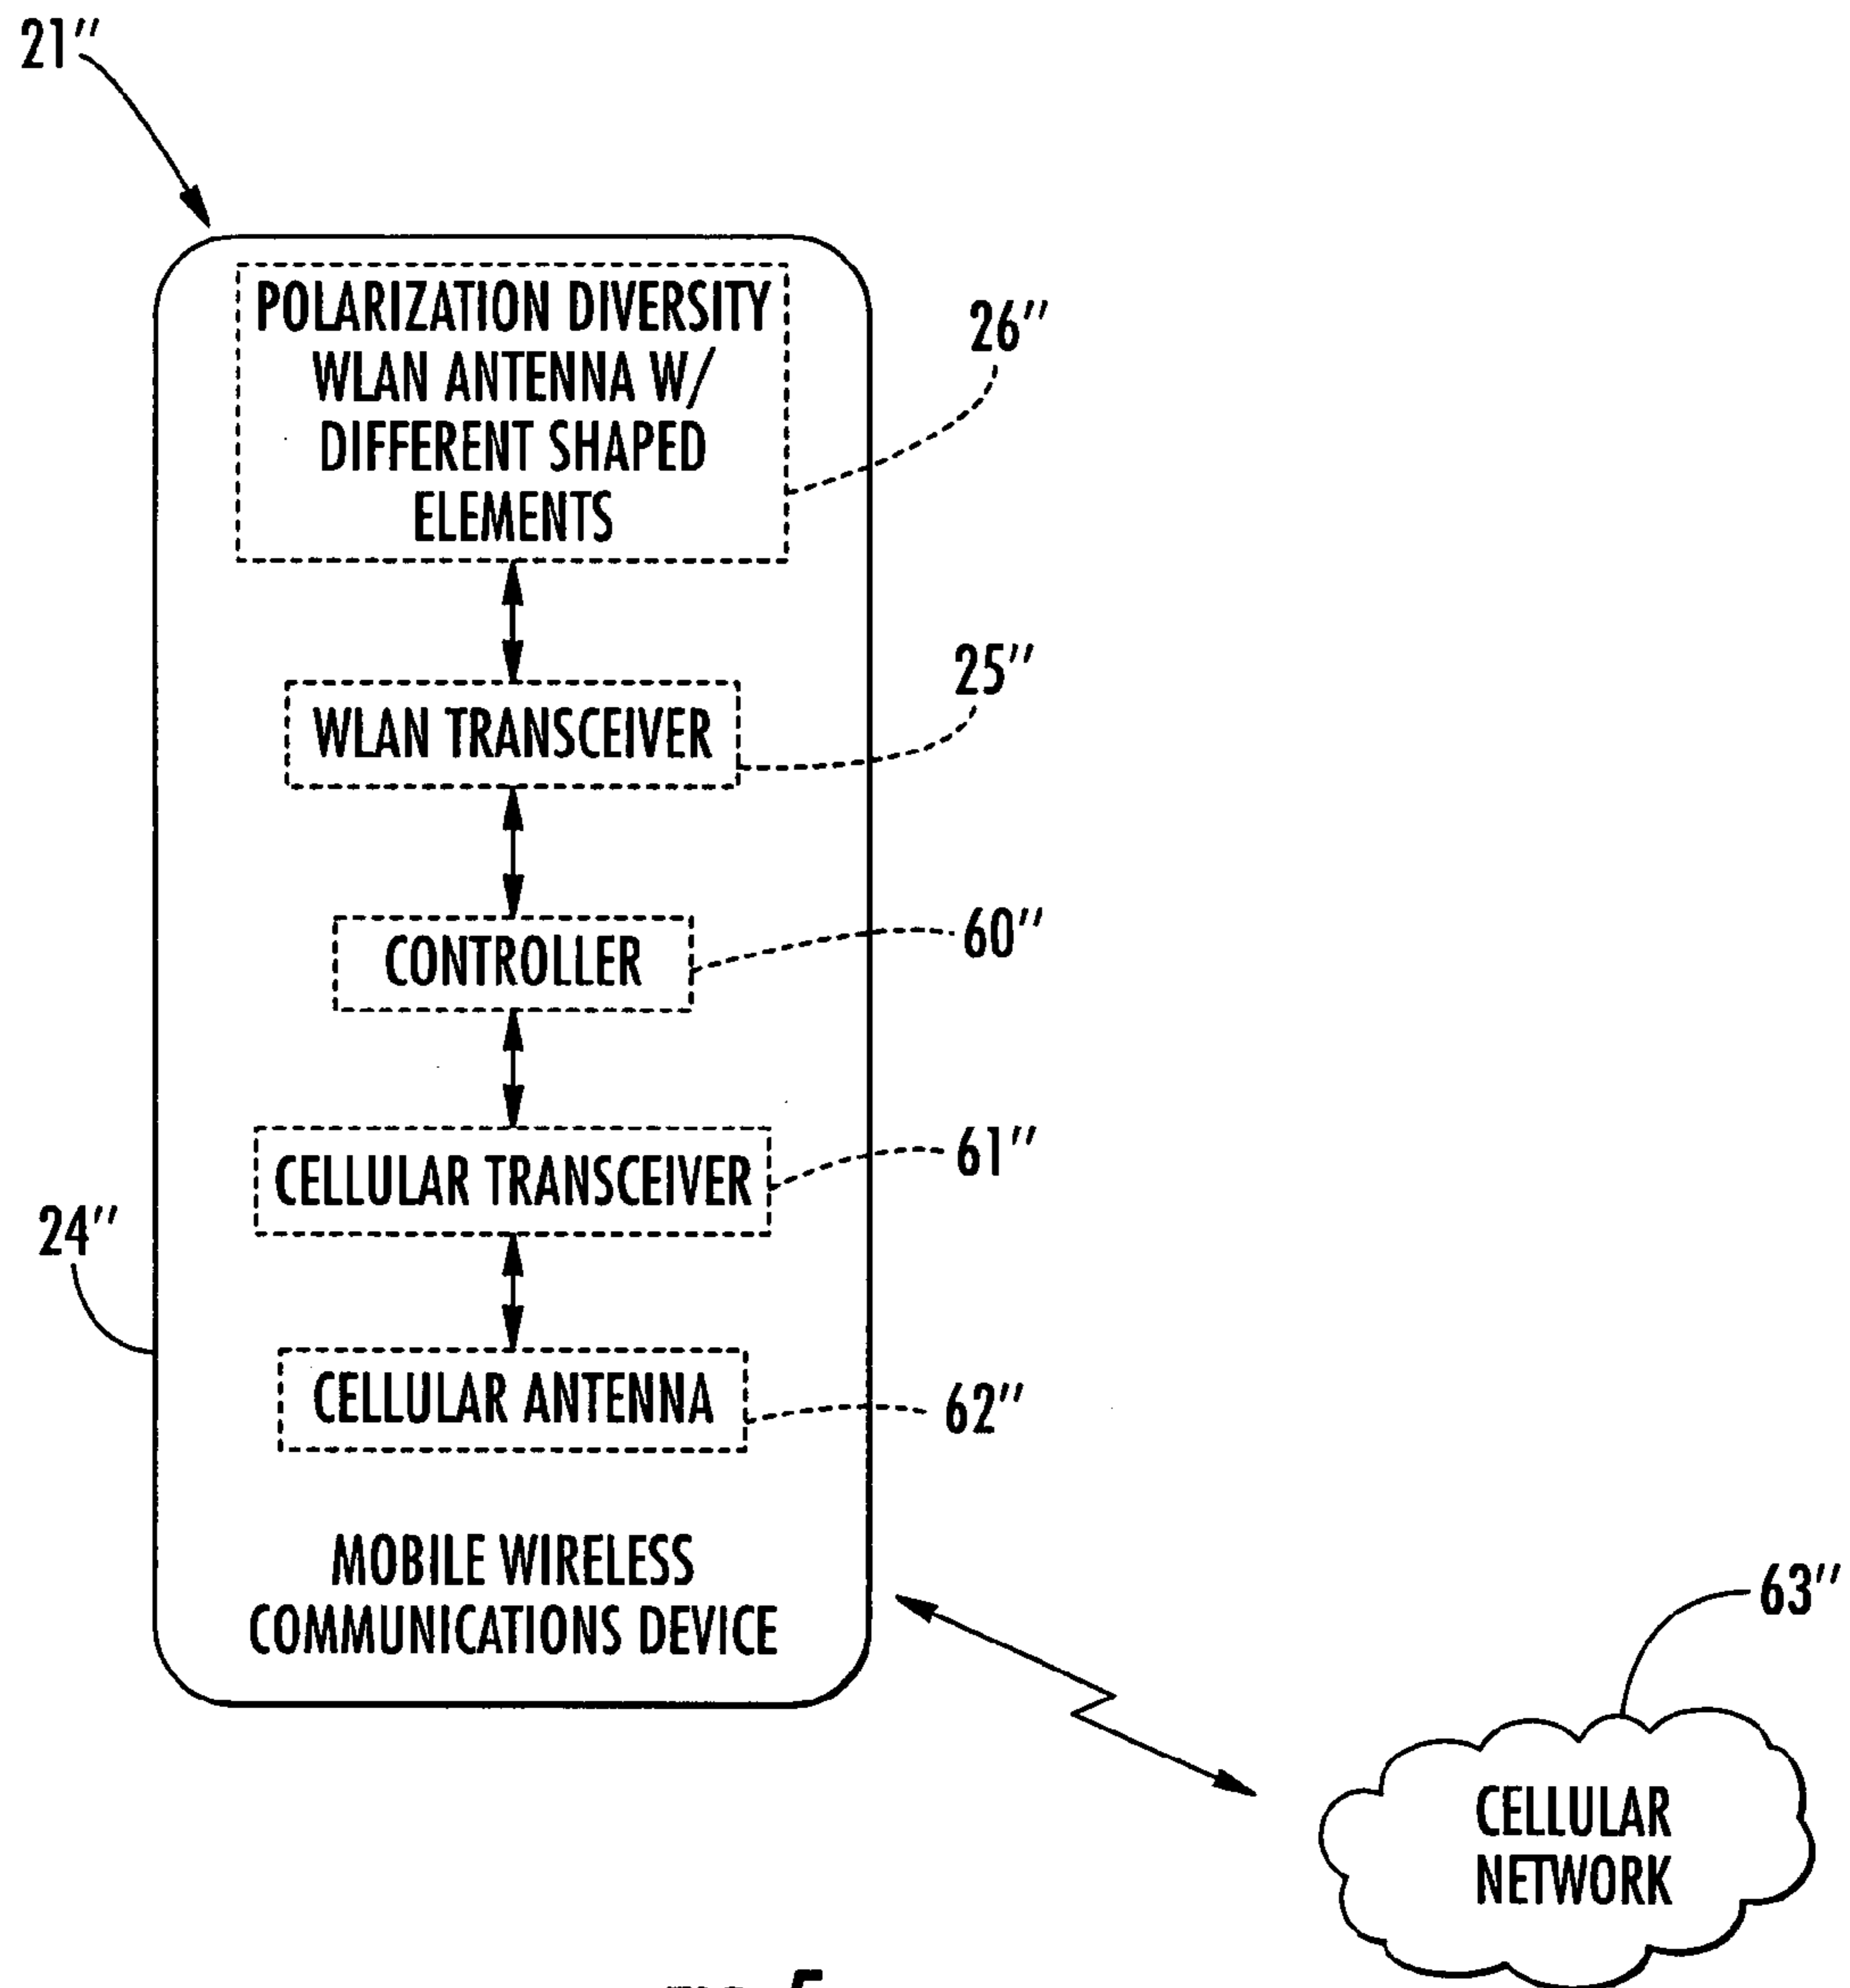 21″
POLARIZATION DIVERSITY
WLAN ANTENNA W/
DIFFERENT SHAPED
ELEMENTS
26″
WLAN TRANSCEIVER
25″
CONTROLLER
60″
CELLULAR TRANSCEIVER
61″
24″
CELLULAR ANTENNA
62″
MOBILE WIRELESS
COMMUNICATIONS DEVICE
63″
CELLULAR
NETWORK